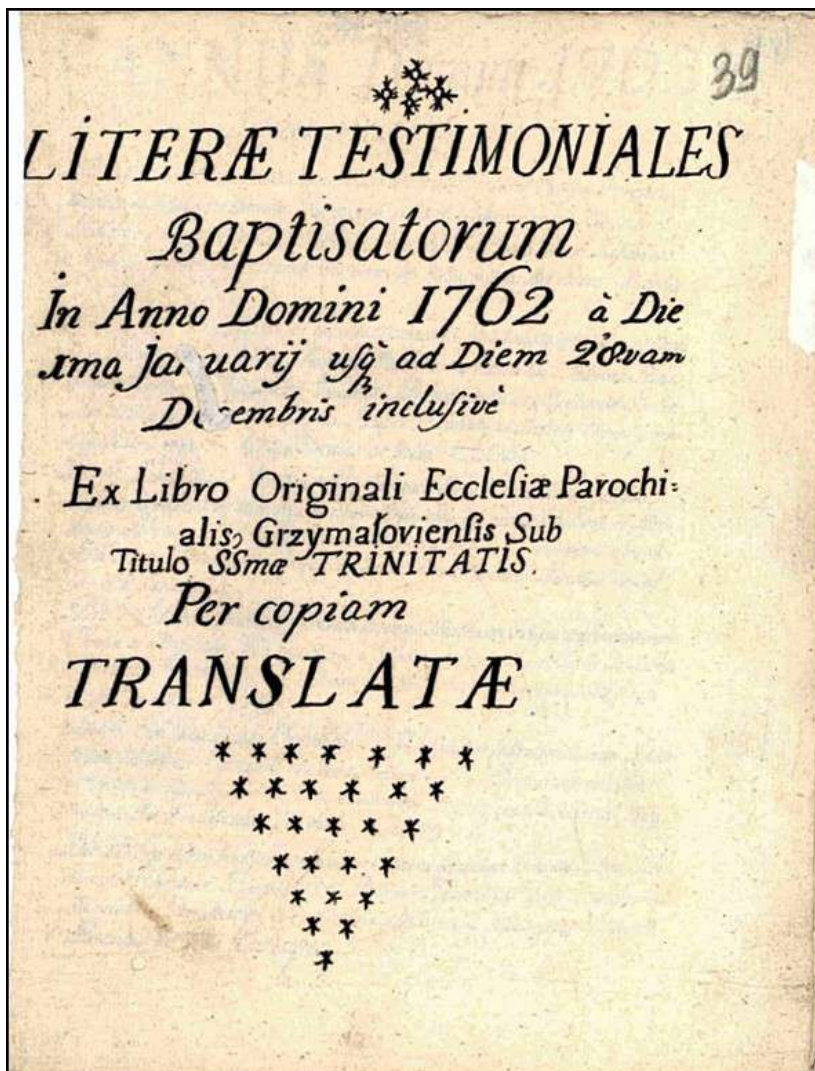 39
LITERÆ TESTIMONIALES
Baptisatorum
In Anno Domini 1762 à Die
1ma Januarij usq̀ ad Diem 28vam
Decembris inclusivè
Ex Libro Originali Ecclesiæ Parochi:
alis, Grzymałoviensis Sub
Titulo SSmæ TRINITATIS.
Per copiam
TRANSLATÆ